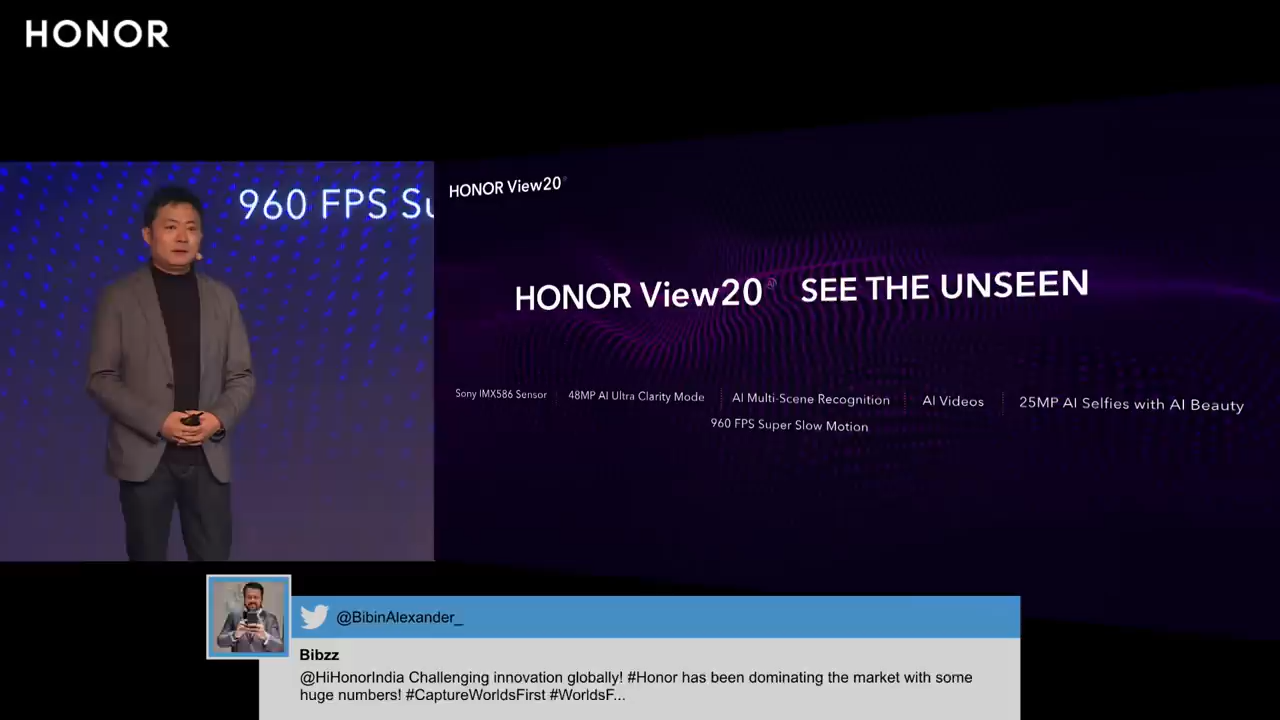 HONOR
960 FPS Su
HONOR View20
HONOR View20 SEE THE UNSEEN
Sony IMX586 Sensor 48MP AI Ultra Clarity Mode AI Multi-Scene Recognition AI Videos 25MP AI Selfies with AI Beauty
960 FPS Super Slow Motion
@BibinAlexander_
Bibzz
@HiHonorIndia Challenging innovation globally! #Honor has been dominating the market with some
huge numbers! #CaptureWorldsFirst #WorldsF...